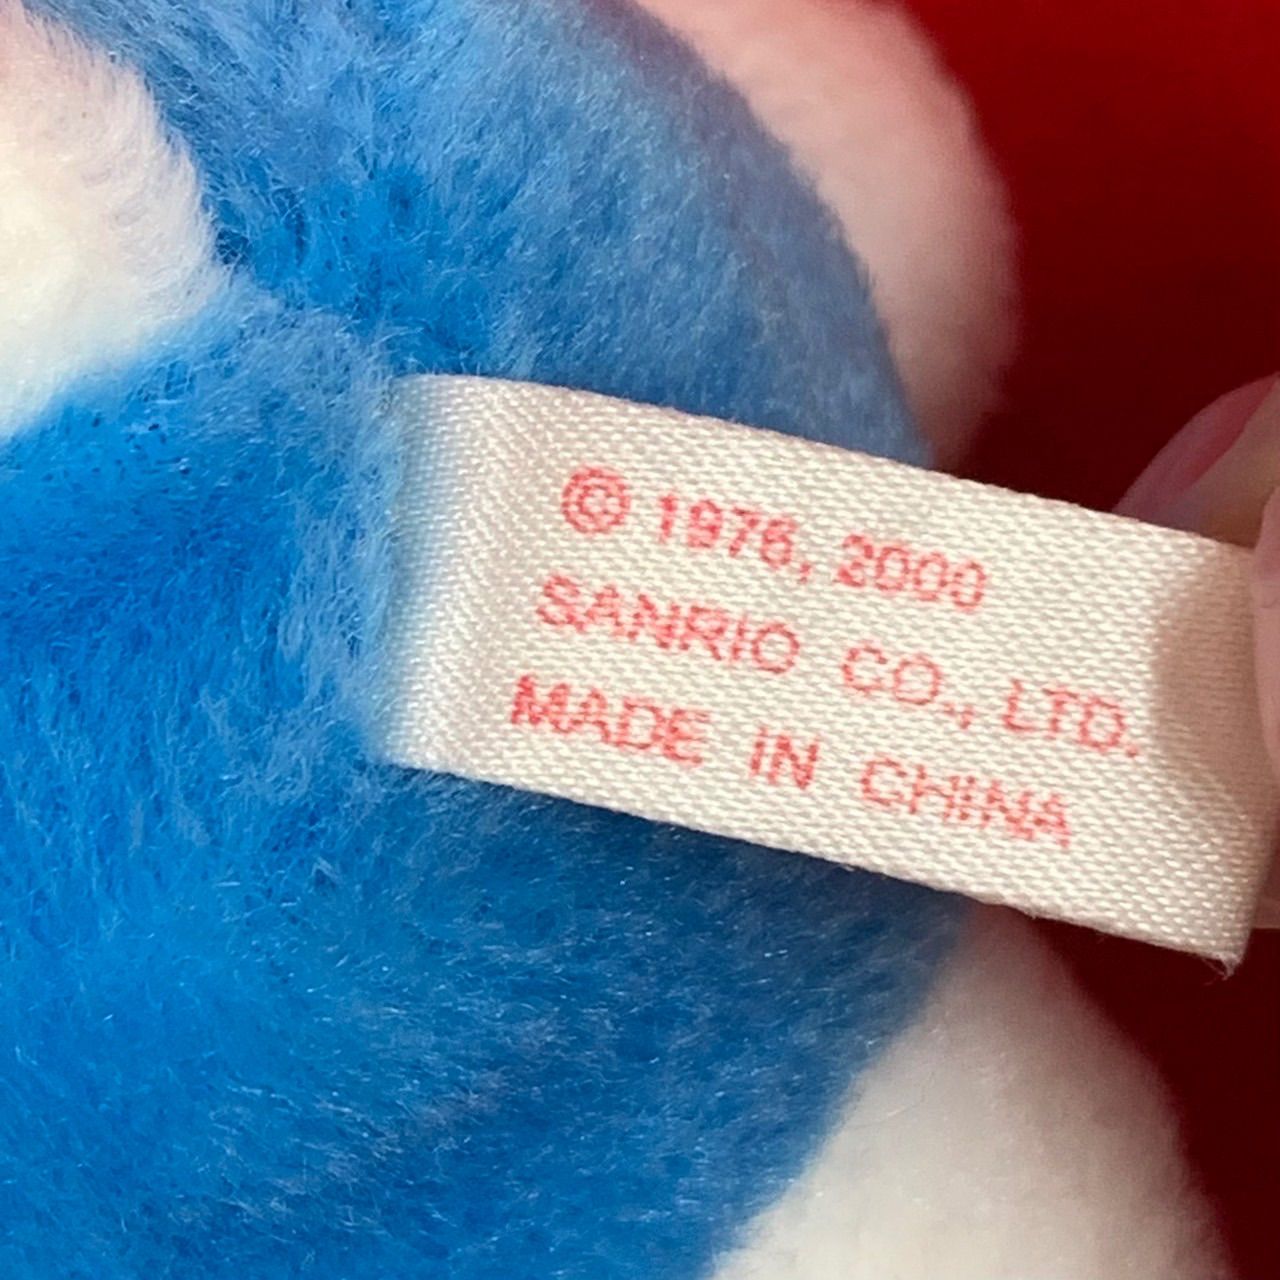 © 1976, 2000
SANRIO CO., LTD.
MADE IN CHINA